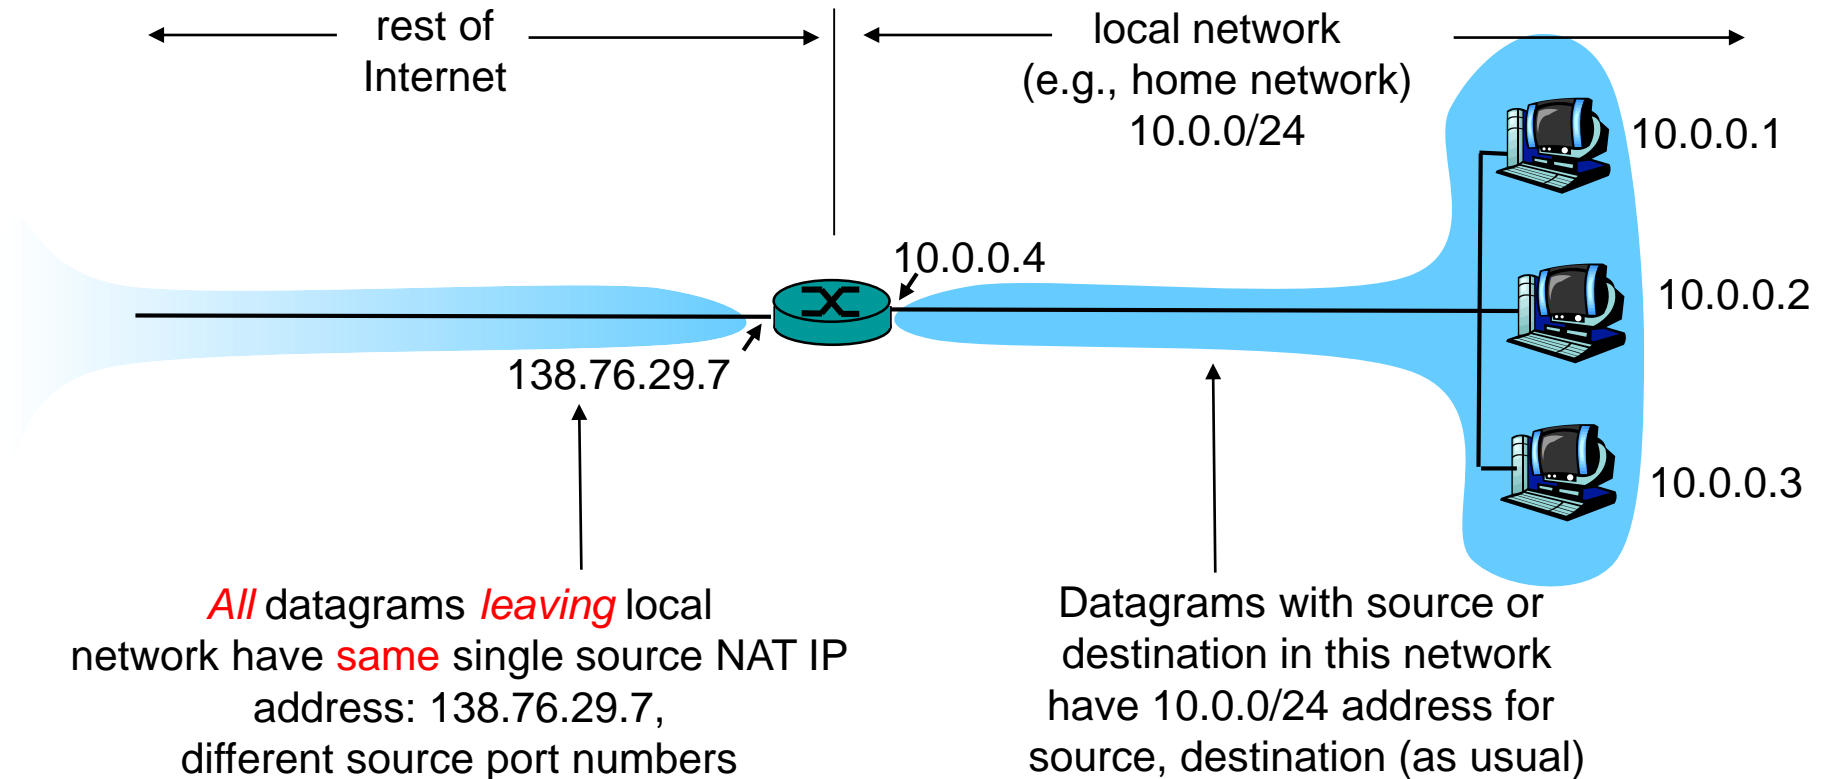 rest of
Internet
local network
(e.g., home network)
10.0.0/24
10.0.0.1
10.0.0.4
10.0.0.2
138.76.29.7
10.0.0.3
All datagrams leaving local
network have same single source NAT IP
address: 138.76.29.7,
different source port numbers
Datagrams with source or
destination in this network
have 10.0.0/24 address for
source, destination (as usual)